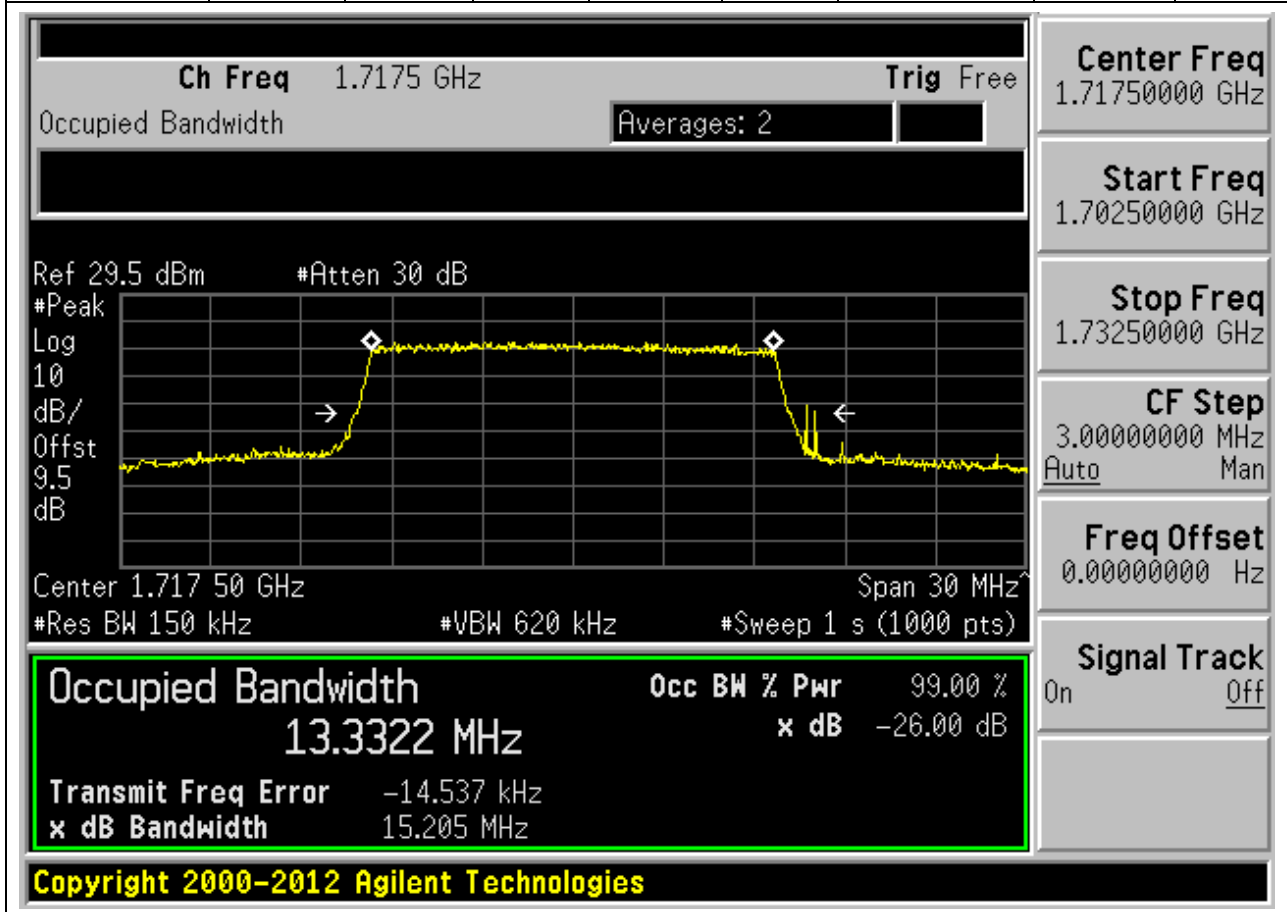 Ch Freq 1.7175 GHz Trig Free
Occupied Bandwidth Averages: 2
Ref 29.5 dBm #Atten 30 dB
#Peak
Log
10
dB/
Offst
9.5
dB
Center 1.717 50 GHz Span 30 MHz^
#Res BW 150 kHz #VBW 620 kHz #Sweep 1 s (1000 pts)
Occupied Bandwidth Occ BW % Pwr 99.00 %
13.3322 MHz x dB -26.00 dB
Transmit Freq Error -14.537 kHz
x dB Bandwidth 15.205 MHz
Copyright 2000-2012 Agilent Technologies
Center Freq
1.71750000 GHz
Start Freq
1.70250000 GHz
Stop Freq
1.73250000 GHz
CF Step
3.00000000 MHz
Auto Man
Freq Offset
0.00000000 Hz
Signal Track
On Off